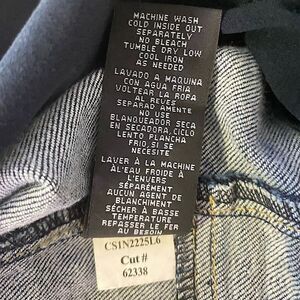 MACHINE WASH
COLD INSIDE OUT
SEPARATELY
NO BLEACH
TUMBLE DRY LOW
COOL IRON
AS NEEDED
LAVADO A MAQUINA
CON AGUA FRIA
VOLTEAR LA ROPA
AL REVES
SEPARAD AMENTE
NO USE
BLANQUEADOR SECA
EN SECADORA, CICLO
LENTO PLANCHA
FRIO, SI SE
NECESITE
LAVER À LA MACHINE
À L'EAU FROIDE À
L'ENVERS
SÉPARÉMENT
AUCUN AGENT DE
BLANCHIMENT
SÉCHER À BASSE
TEMPERATURE
REPASSER LE FER
AU BESOIN
CS1N2225L6
Cut #
62338